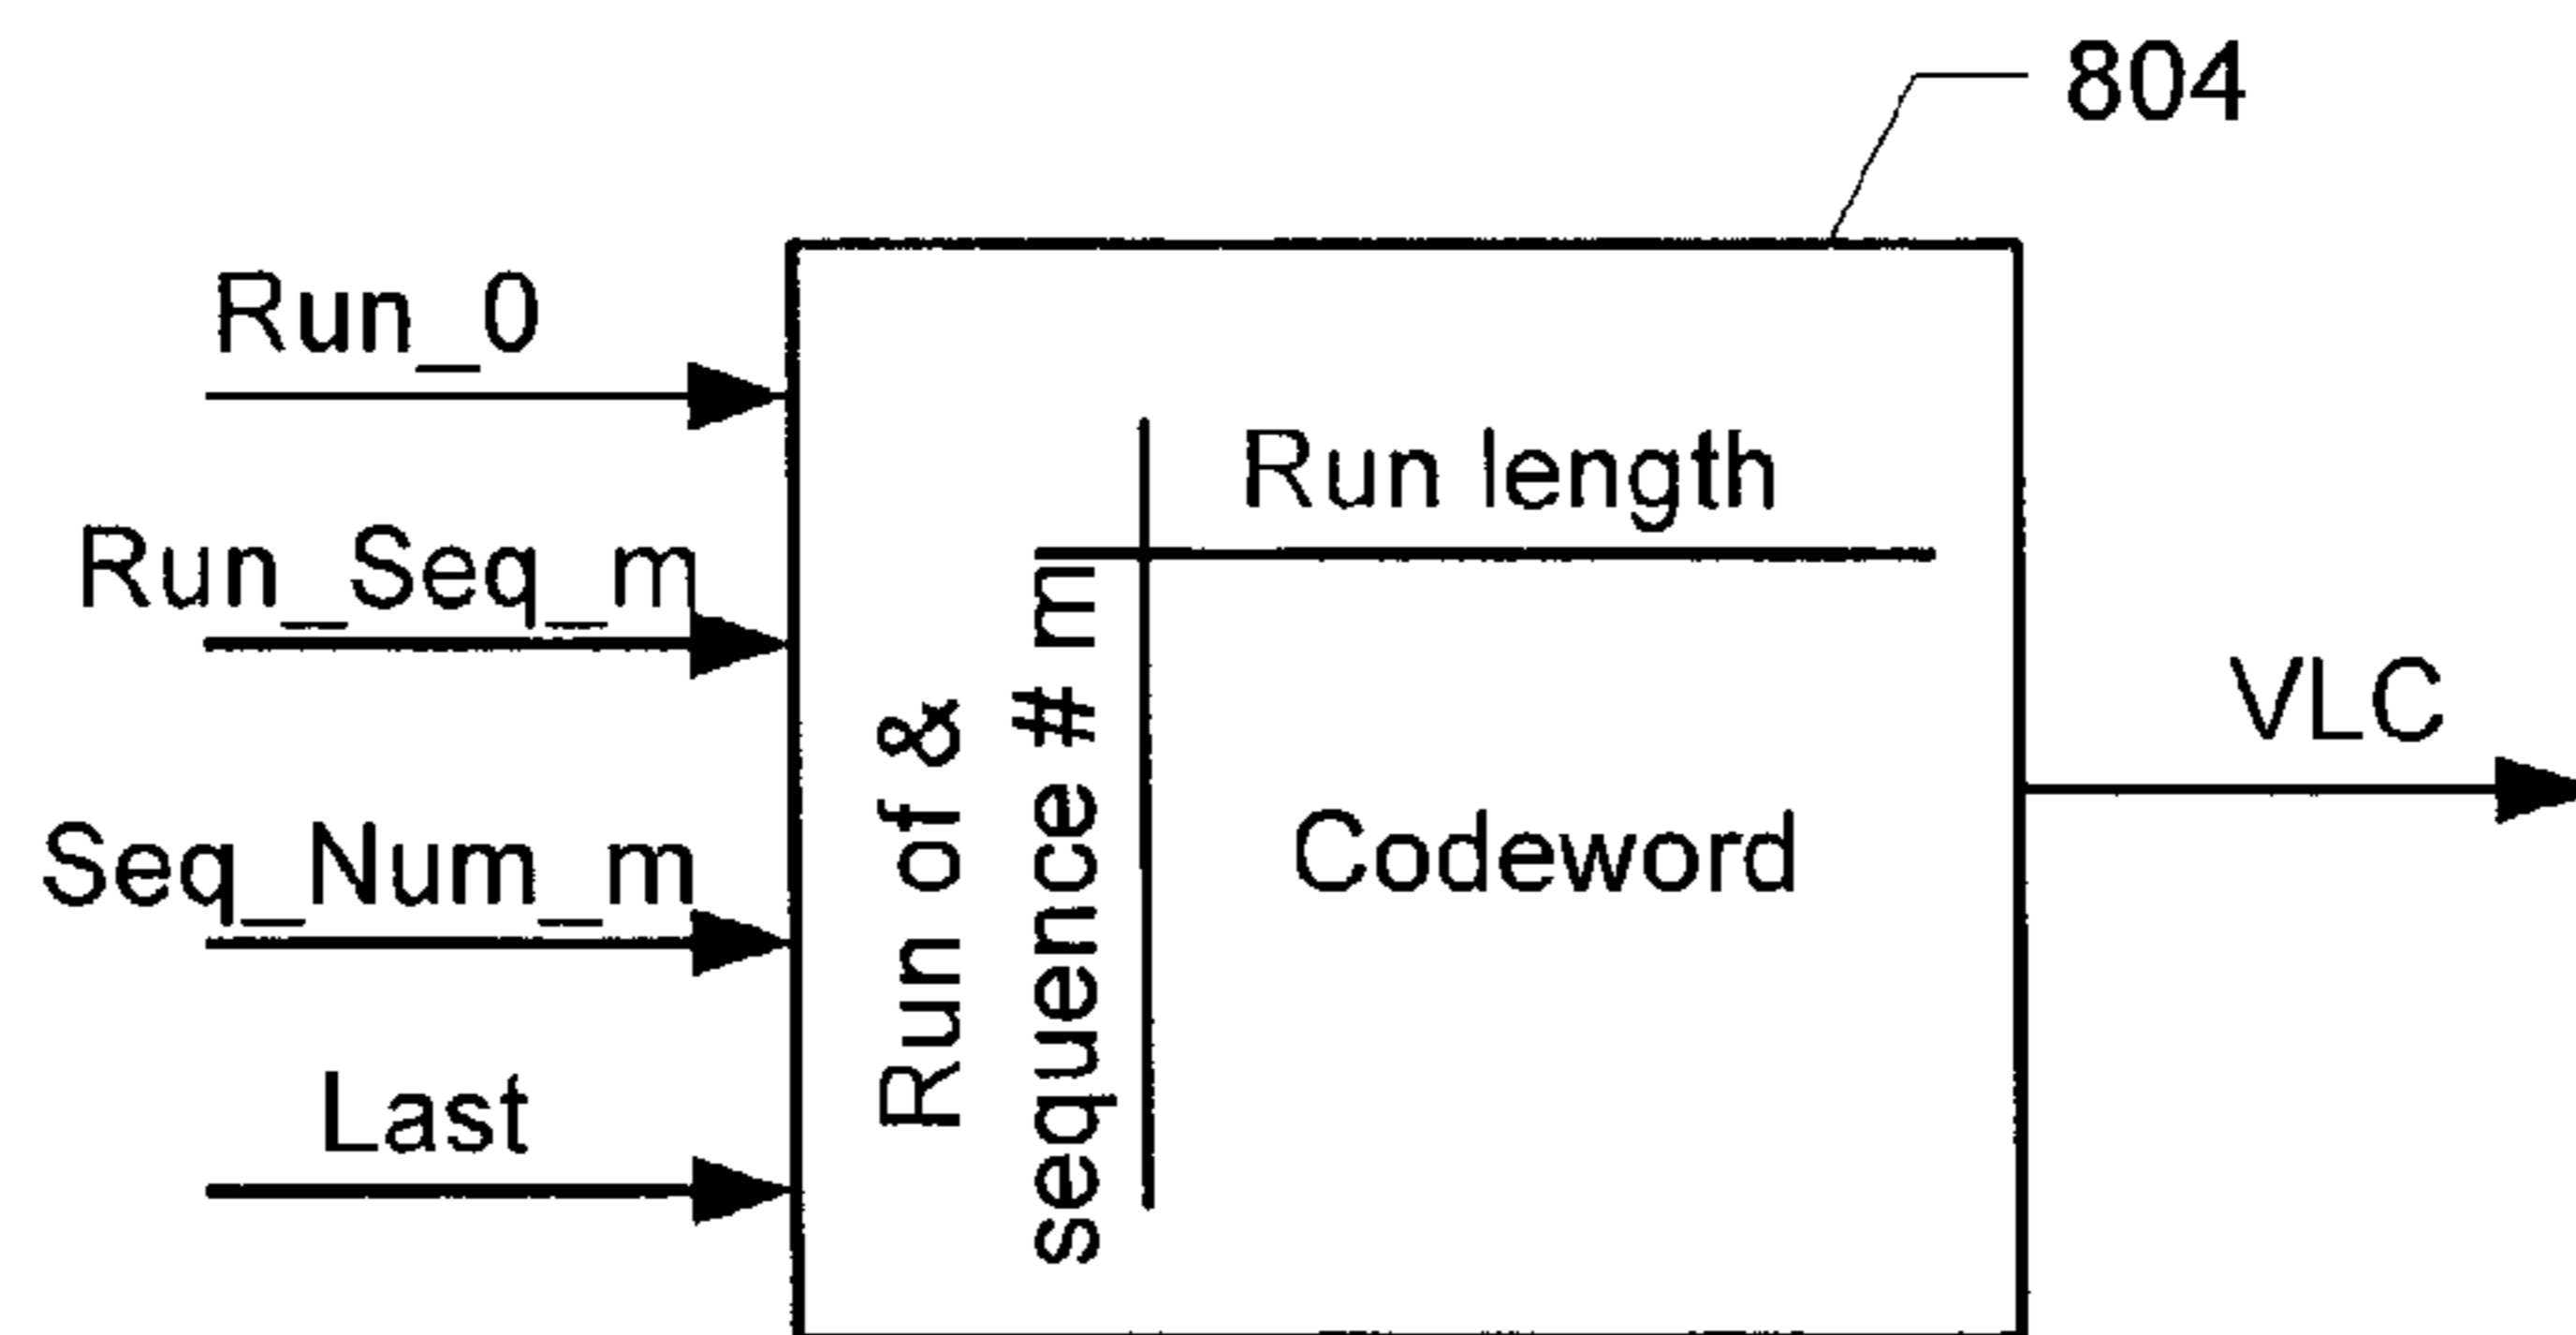 804
Run_0
Run_Seq_m
Seq_Num_m
Last
Run length
Run of &
sequence # m
Codeword
VLC